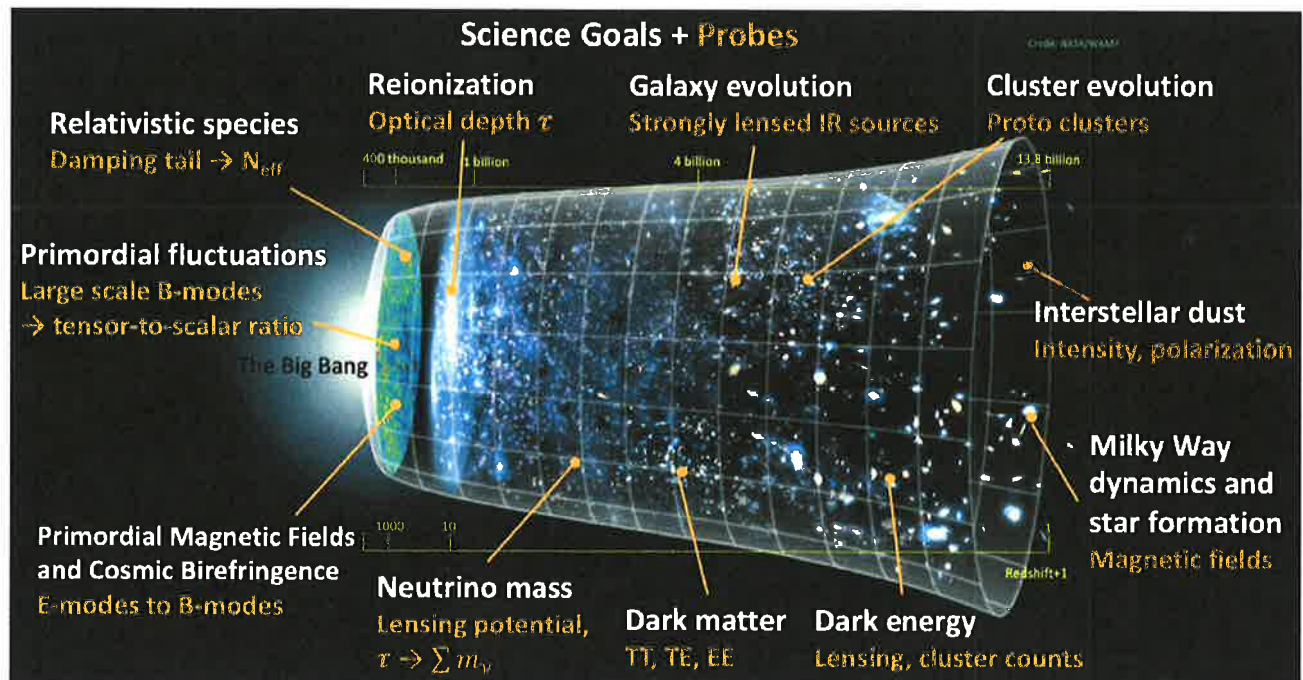 Science Goals + Probes
Credit: NASA/WMAP
Reionization
Optical depth τ
Galaxy evolution
Strongly lensed IR sources
Cluster evolution
Proto clusters
Relativistic species
Damping tail → N_eff
400 thousand
1 billion
4 billion
13.8 billion
Primordial fluctuations
Large scale B-modes
→ tensor-to-scalar ratio
The Big Bang
Interstellar dust
Intensity, polarization
Milky Way
dynamics and
star formation
Magnetic fields
1000
10
1
Redshift+1
Primordial Magnetic Fields
and Cosmic Birefringence
E-modes to B-modes
Neutrino mass
Lensing potential,
τ → ∑ m_ν
Dark matter
TT, TE, EE
Dark energy
Lensing, cluster counts